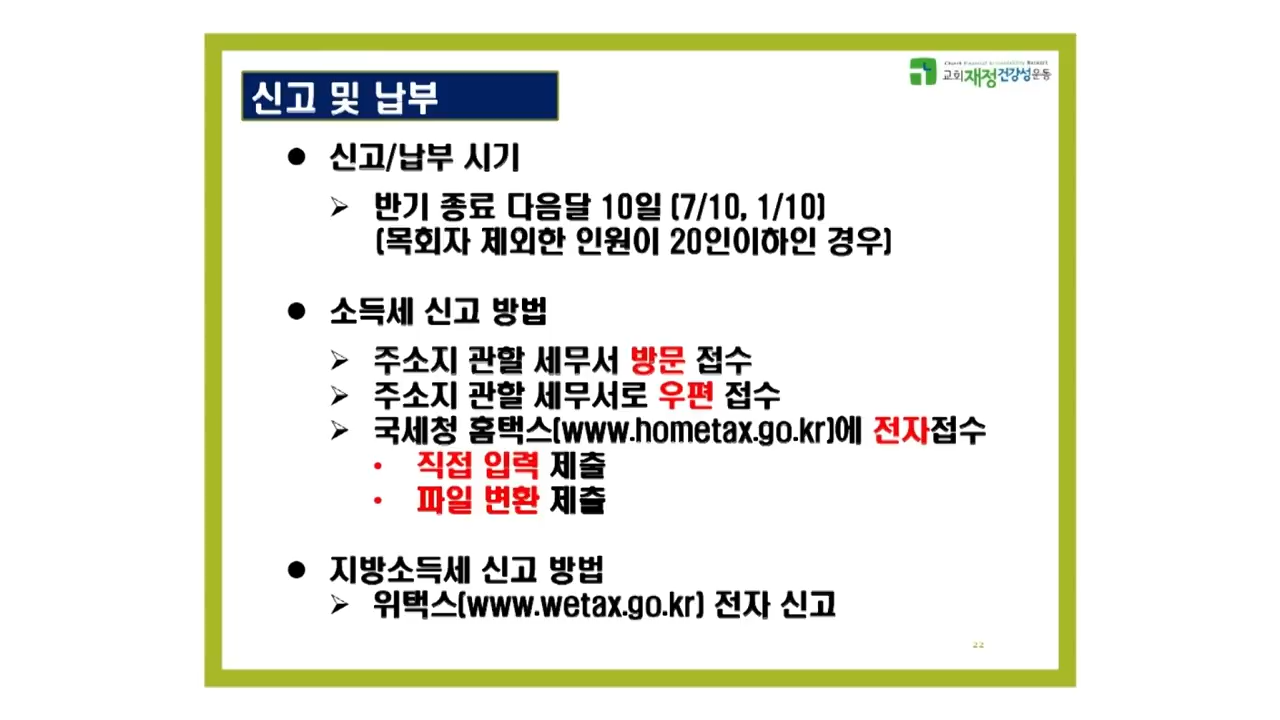 교회재정건강성운동
신고 및 납부
● 신고/납부 시기
➢ 반기 종료 다음달 10일 (7/10, 1/10)
(목회자 제외한 인원이 20인이하인 경우)
● 소득세 신고 방법
➢ 주소지 관할 세무서 방문 접수
➢ 주소지 관할 세무서로 우편 접수
➢ 국세청 홈택스(www.hometax.go.kr)에 전자접수
• 직접 입력 제출
• 파일 변환 제출
● 지방소득세 신고 방법
➢ 위택스(www.wetax.go.kr) 전자 신고
22